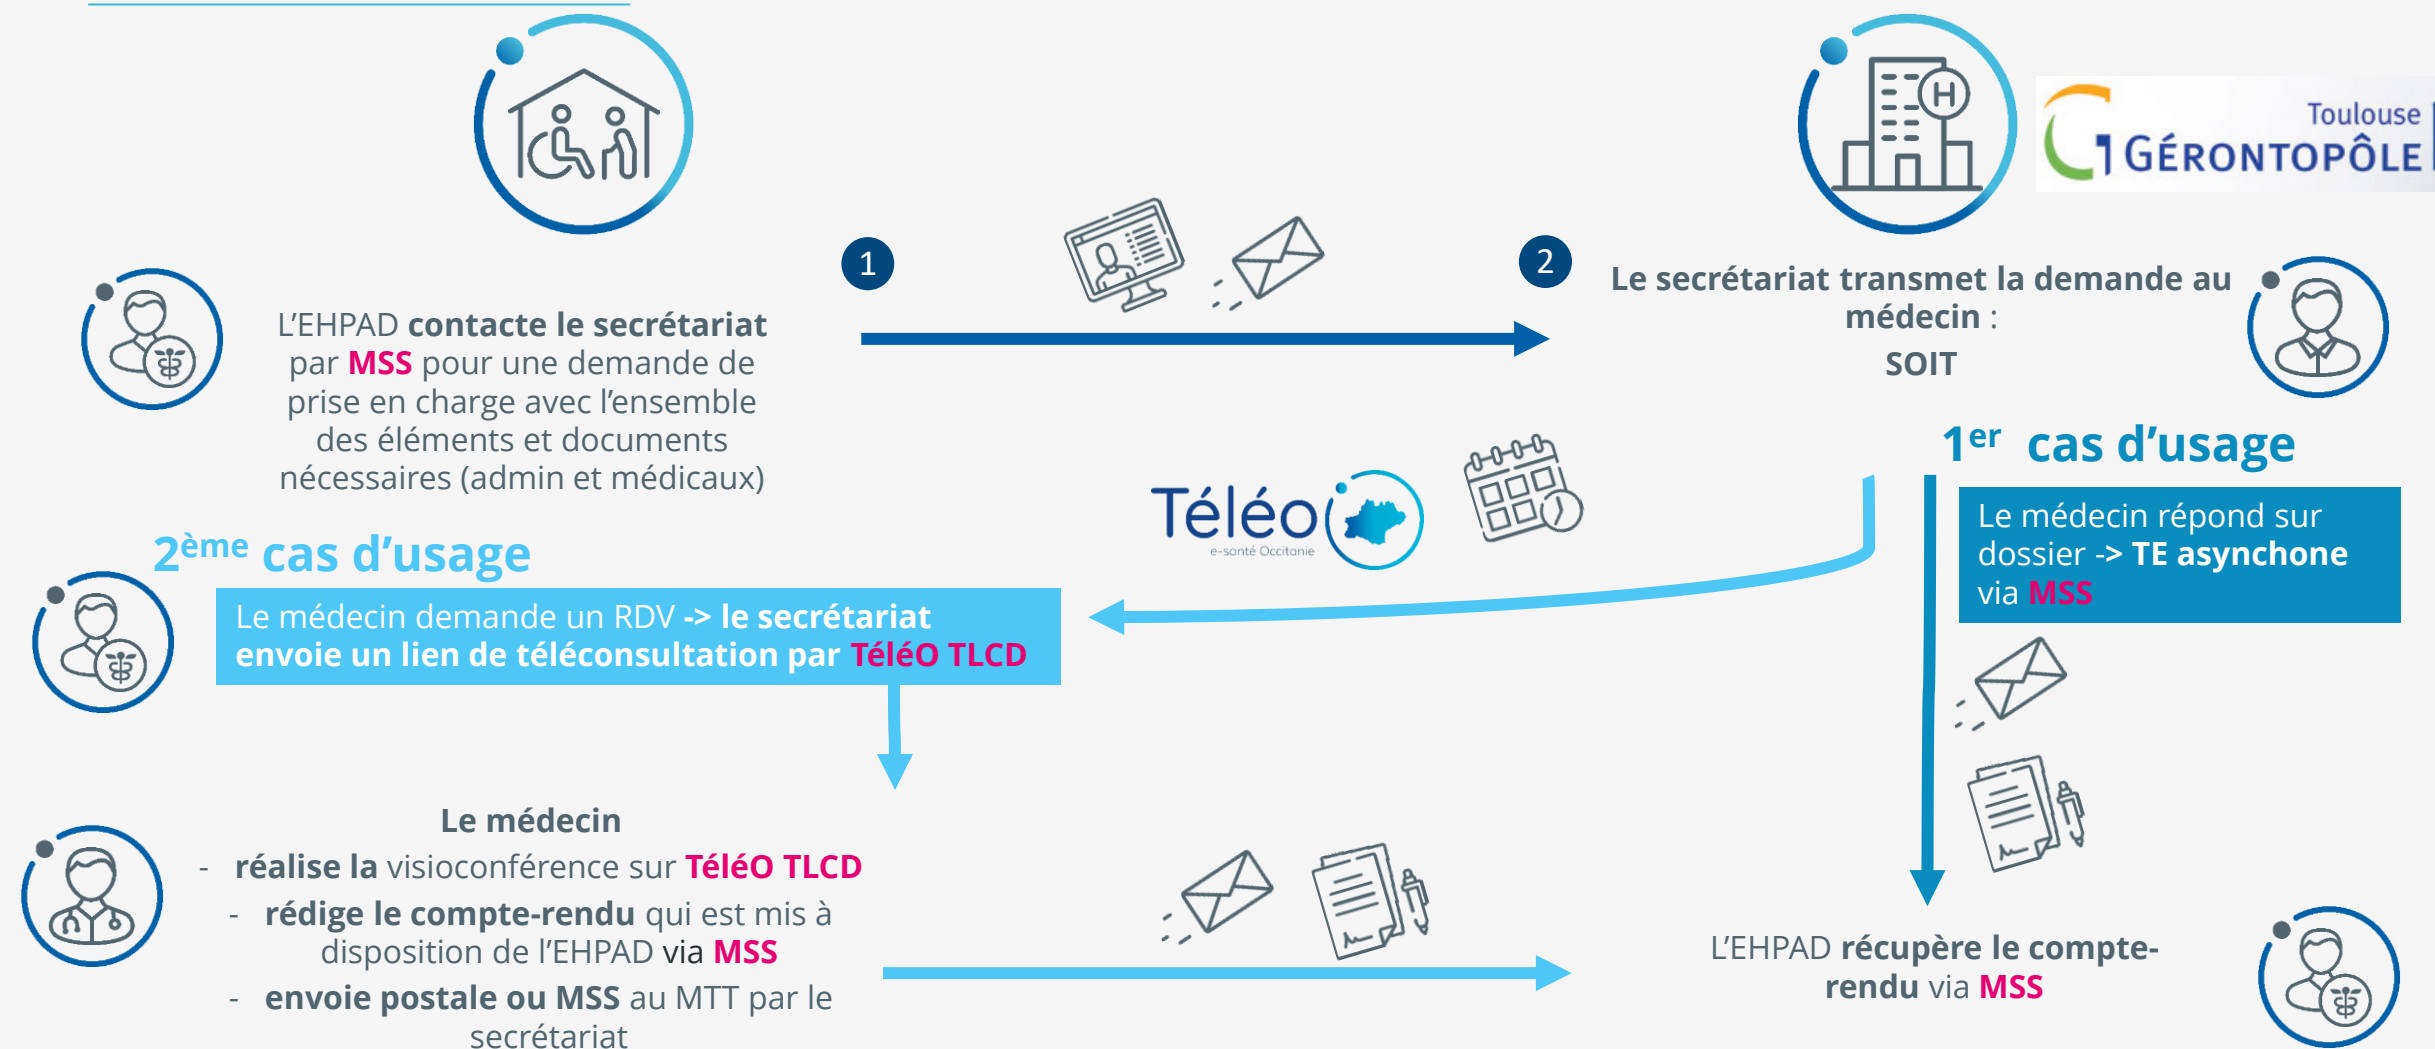 Toulouse
GÉRONTOPÔLE
H
1
L’EHPAD contacte le secrétariat
par MSS pour une demande de
prise en charge avec l’ensemble
des éléments et documents
nécessaires (admin et médicaux)
2
Le secrétariat transmet la demande au
médecin :
SOIT
1er cas d’usage
Le médecin répond sur
dossier -> TE asynchone
via MSS
Téléo
e-santé Occitanie
2ème cas d’usage
Le médecin demande un RDV -> le secrétariat
envoie un lien de téléconsultation par TéléO TLCD
Le médecin
- réalise la visioconférence sur TéléO TLCD
- rédige le compte-rendu qui est mis à
disposition de l’EHPAD via MSS
- envoie postale ou MSS au MTT par le
secrétariat
L’EHPAD récupère le compte-
rendu via MSS